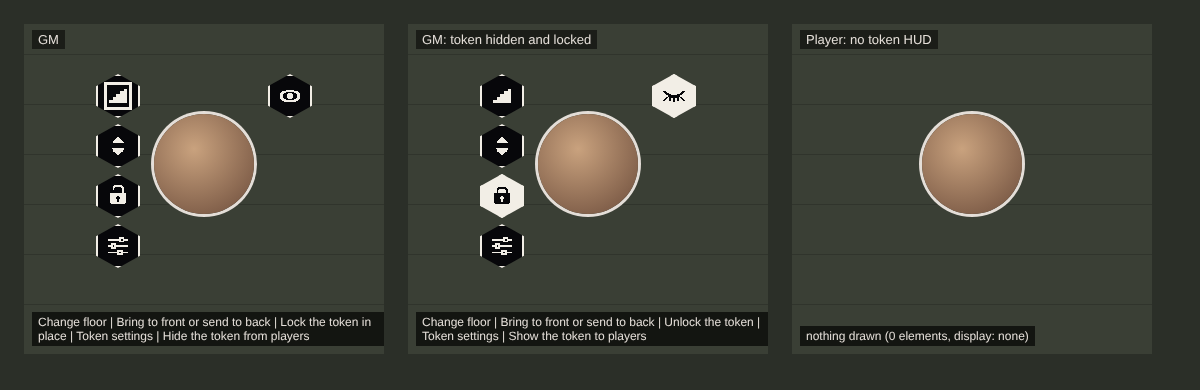 GM
Change floor | Bring to front or send to back | Lock the token in
place | Token settings | Hide the token from players
GM: token hidden and locked
Change floor | Bring to front or send to back | Unlock the token |
Token settings | Show the token to players
Player: no token HUD
nothing drawn (0 elements, display: none)